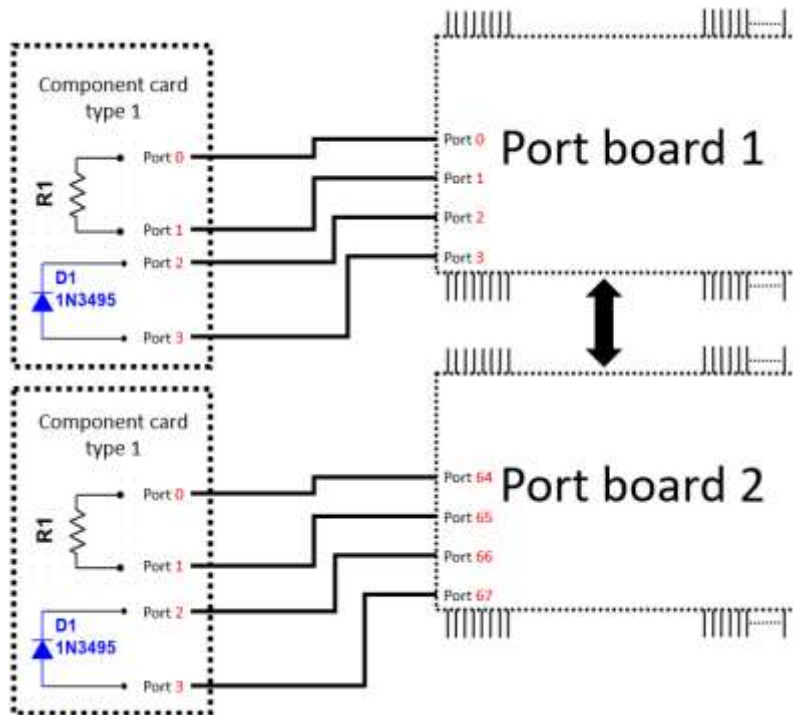 Component card
type 1
R1
Port 0
Port 1
Port 2
Port 3
D1
1N3495
Port board 1
Port 0
Port 1
Port 2
Port 3
Component card
type 1
R1
Port 0
Port 1
Port 2
Port 3
D1
1N3495
Port board 2
Port 64
Port 65
Port 66
Port 67